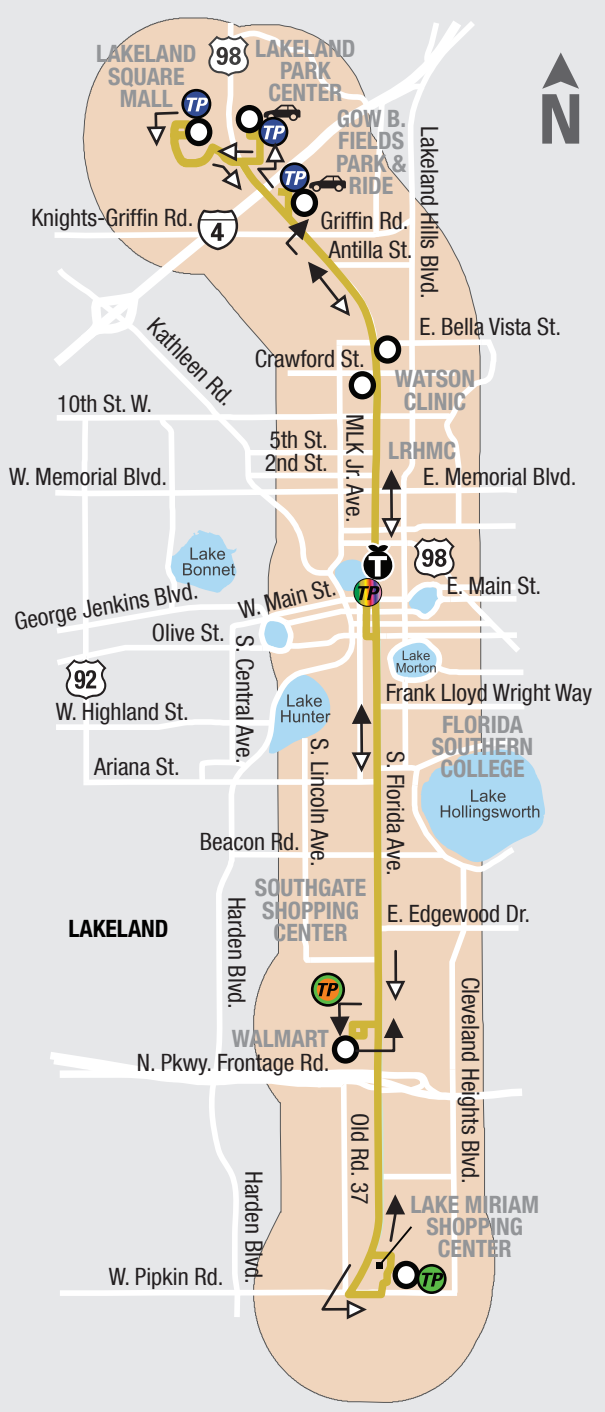 LAKELAND
SQUARE
MALL
98
LAKELAND
PARK
CENTER
TP
TP
GOW B.
FIELDS
PARK &
RIDE
TP
N
Lakeland Hills Blvd.
Knights-Griffin Rd.
4
Griffin Rd.
Antilla St.
Kathleen Rd.
E. Bella Vista St.
Crawford St.
WATSON
CLINIC
10th St. W.
MLK Jr. Ave.
5th St.
2nd St.
LRHMC
W. Memorial Blvd.
E. Memorial Blvd.
Lake
Bonnet
T
98
TP
George Jenkins Blvd.
W. Main St.
E. Main St.
Olive St.
S. Central Ave.
Lake
Morton
92
Frank Lloyd Wright Way
W. Highland St.
Lake
Hunter
FLORIDA
SOUTHERN
COLLEGE
Ariana St.
S. Lincoln Ave.
S. Florida Ave.
Lake
Hollingsworth
Beacon Rd.
SOUTHGATE
SHOPPING
CENTER
E. Edgewood Dr.
LAKELAND
Harden Blvd.
TP
Cleveland Heights Blvd.
WALMART
N. Pkwy. Frontage Rd.
Old Rd. 37
Harden Blvd.
LAKE MIRIAM
SHOPPING
CENTER
W. Pipkin Rd.
TP